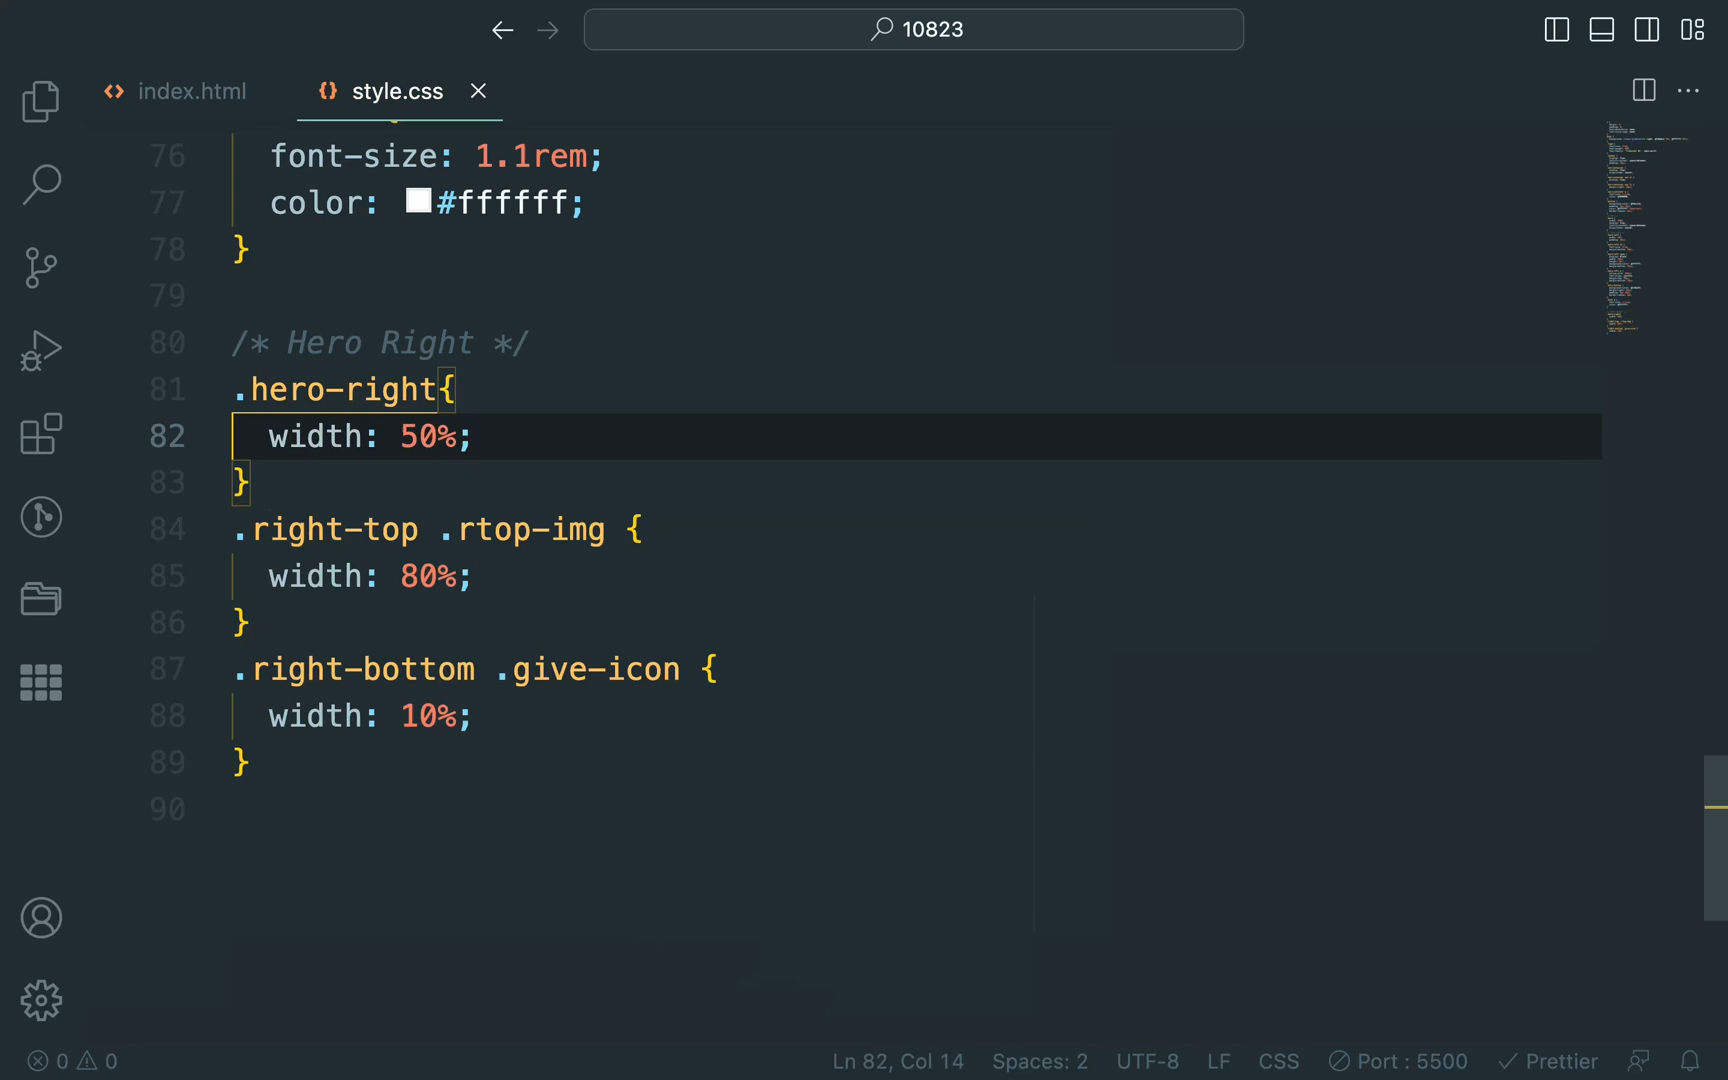 10823
index.html
style.css
76 font-size: 1.1rem;
77 color: #ffffff;
78 }
79
80 /* Hero Right */
81 .hero-right{
82 width: 50%;
83 }
84 .right-top .rtop-img {
85 width: 80%;
86 }
87 .right-bottom .give-icon {
88 width: 10%;
89 }
90
0 0 Ln 82, Col 14 Spaces: 2 UTF-8 LF CSS Port : 5500 Prettier